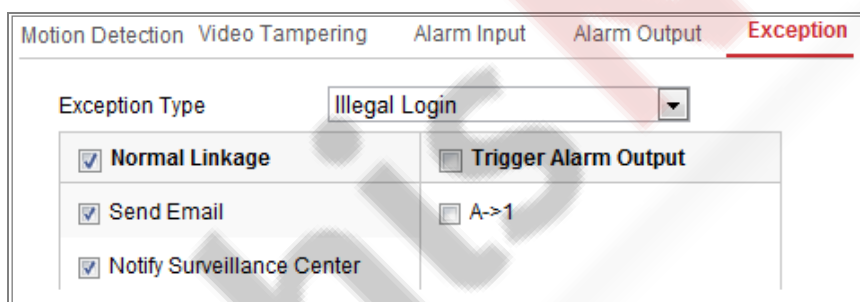 Motion Detection Video Tampering Alarm Input Alarm Output Exception
Exception Type Illegal Login
Normal Linkage Trigger Alarm Output
Send Email A->1
Notify Surveillance Center